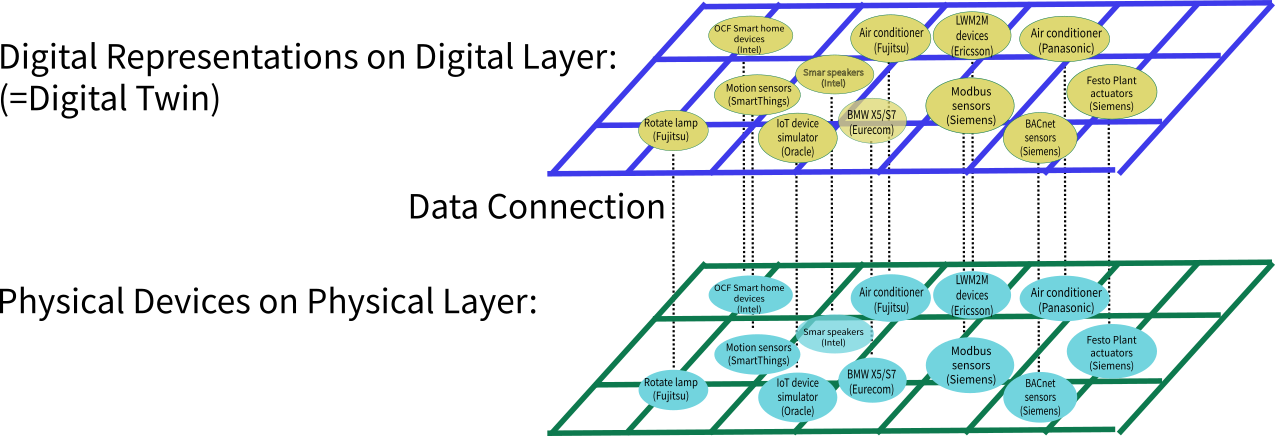 Digital Representations on Digital Layer:
(=Digital Twin)
OCF Smart home
devices
(Intel)
Air conditioner
(Fujitsu)
LWM2M
devices
(Ericsson)
Air conditioner
(Panasonic)
Smar speakers
(Intel)
Motion sensors
(SmartThings)
Modbus
sensors
(Siemens)
Festo Plant
actuators
(Siemens)
Rotate lamp
(Fujitsu)
IoT device
simulator
(Oracle)
BMW X5/S7
(Eurecom)
BACnet
sensors
(Siemens)
Data Connection
Physical Devices on Physical Layer:
OCF Smart home
devices
(Intel)
Air conditioner
(Fujitsu)
LWM2M
devices
(Ericsson)
Air conditioner
(Panasonic)
Smar speakers
(Intel)
Motion sensors
(SmartThings)
Modbus
sensors
(Siemens)
Festo Plant
actuators
(Siemens)
Rotate lamp
(Fujitsu)
IoT device
simulator
(Oracle)
BMW X5/S7
(Eurecom)
BACnet
sensors
(Siemens)